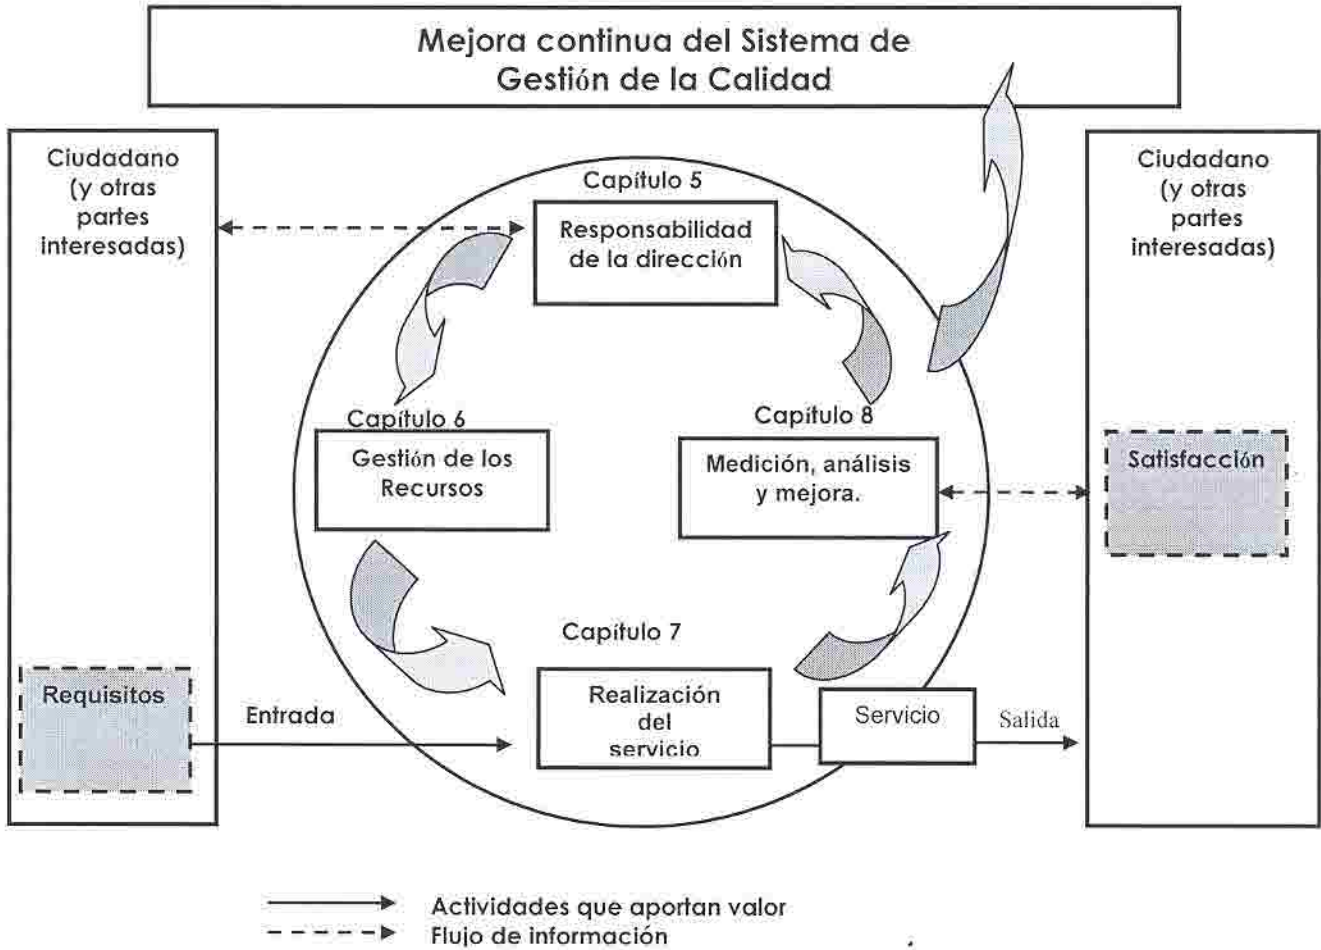 Mejora continua del Sistema de
Gestión de la Calidad
Ciudadano
(y otras
partes
interesadas)
Capítulo 5
Responsabilidad
de la dirección
Ciudadano
(y otras
partes
interesadas)
Capítulo 6
Gestión de los
Recursos
Capítulo 8
Medición, análisis
y mejora.
Satisfacción
Capítulo 7
Realización
del
servicio
Requisitos
Entrada
Servicio
Salida
Actividades que aportan valor
Flujo de información